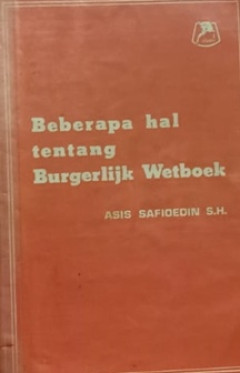 Beberapa hal
tentang
Burgerlijk Wetboek
ASIS SAFIOEDIN S.H.